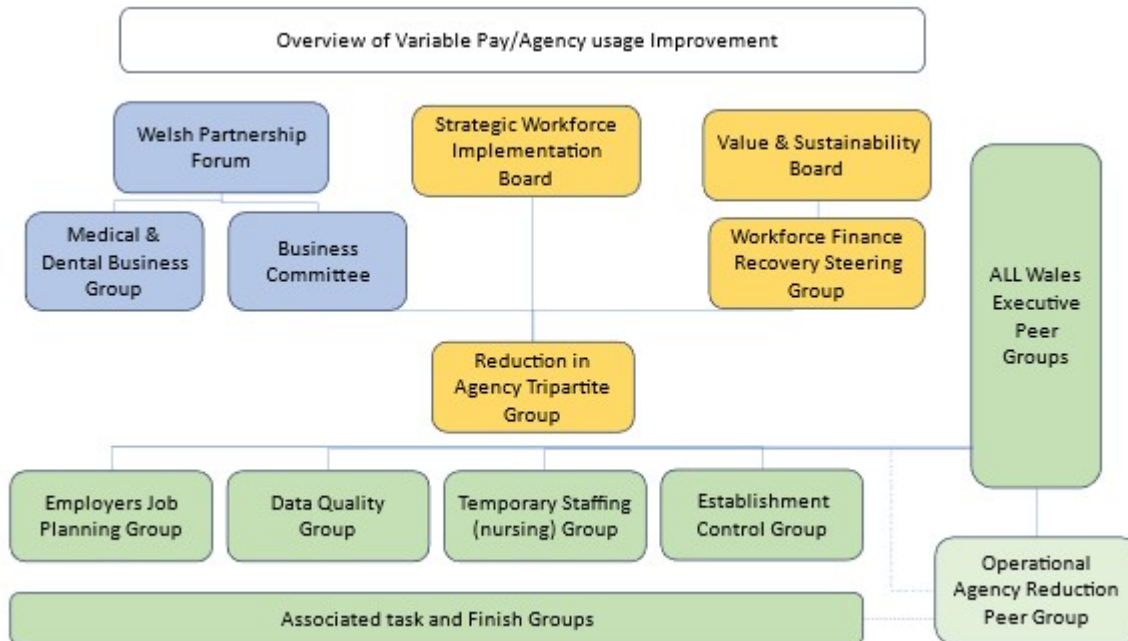 Overview of Variable Pay/Agency usage Improvement
Welsh Partnership
Forum
Strategic Workforce
Implementation
Board
Value & Sustainability
Board
Medical &
Dental Business
Group
Business
Committee
Workforce Finance
Recovery Steering
Group
ALL Wales
Executive
Peer
Groups
Reduction in
Agency Tripartite
Group
Employers Job
Planning Group
Data Quality
Group
Temporary Staffing
(nursing) Group
Establishment
Control Group
Operational
Agency Reduction
Peer Group
Associated task and Finish Groups